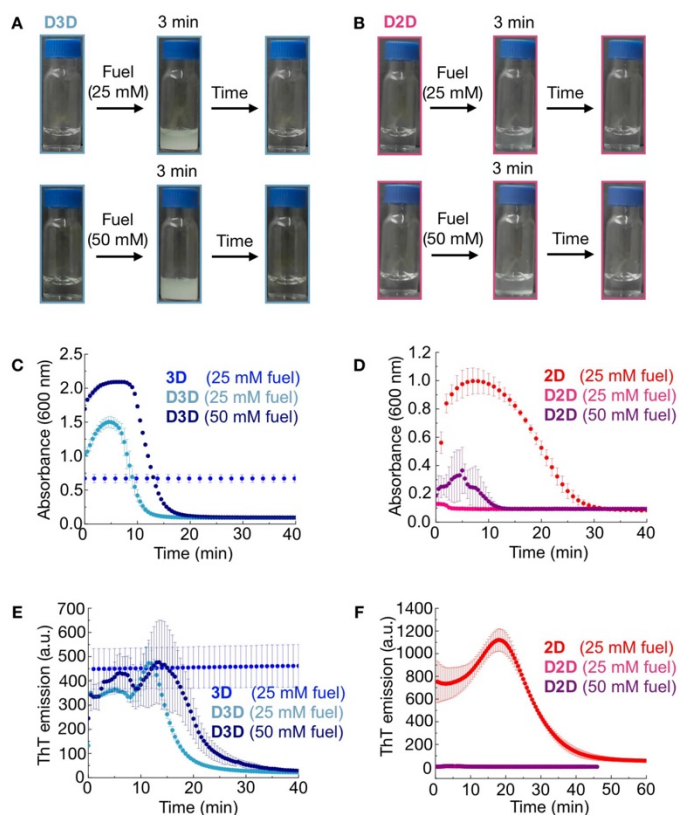 A D3D 3 min
Fuel (25 mM) Time
3 min
Fuel (50 mM) Time
B D2D 3 min
Fuel (25 mM) Time
3 min
Fuel (50 mM) Time
C
Absorbance (600 nm)
2.5
2.0
1.5
1.0
0.5
0.0
3D (25 mM fuel)
D3D (25 mM fuel)
D3D (50 mM fuel)
0 10 20 30 40
Time (min)
D
Absorbance (600 nm)
1.2
1.0
0.8
0.6
0.4
0.2
0.0
2D (25 mM fuel)
D2D (25 mM fuel)
D2D (50 mM fuel)
0 10 20 30 40
Time (min)
E
ThT emission (a.u.)
700
600
500
400
300
200
100
0
3D (25 mM fuel)
D3D (25 mM fuel)
D3D (50 mM fuel)
0 10 20 30 40
Time (min)
F
ThT emission (a.u.)
1400
1200
1000
800
600
400
200
0
2D (25 mM fuel)
D2D (25 mM fuel)
D2D (50 mM fuel)
0 10 20 30 40 50 60
Time (min)